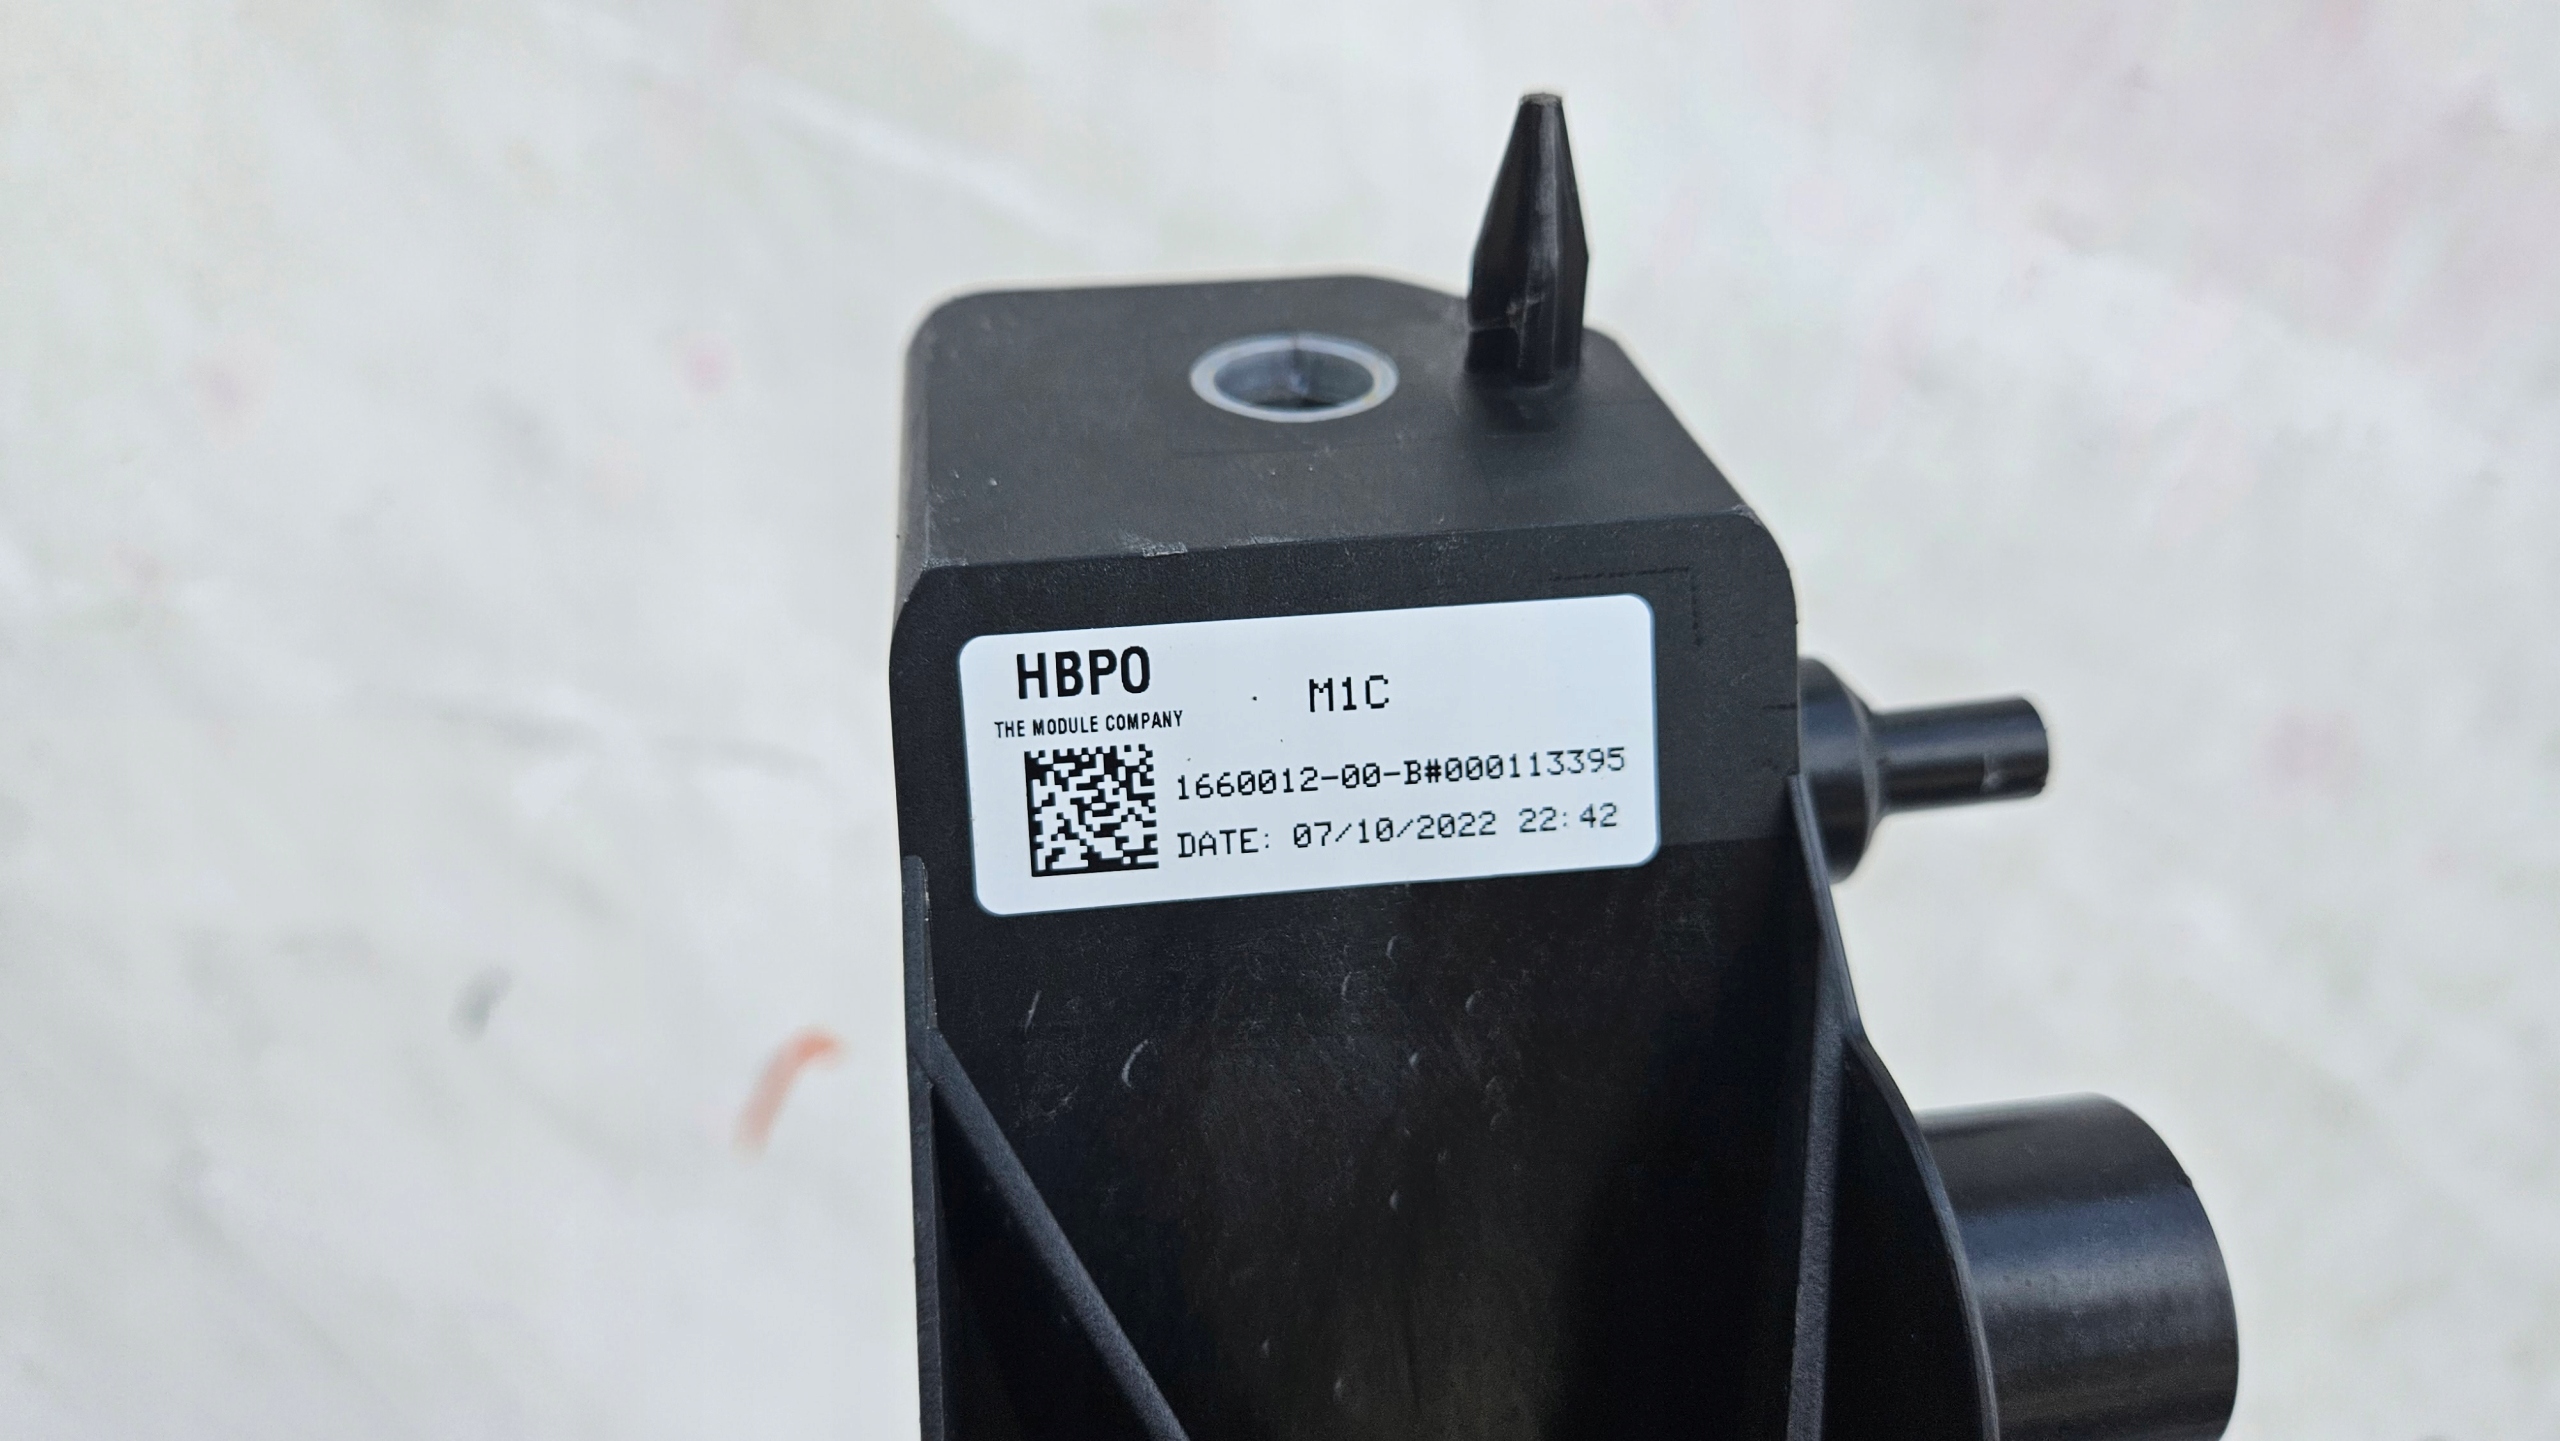 HBPO
THE MODULE COMPANY
M1C
1660012-00-B#000113395
DATE: 07/10/2022 22:42